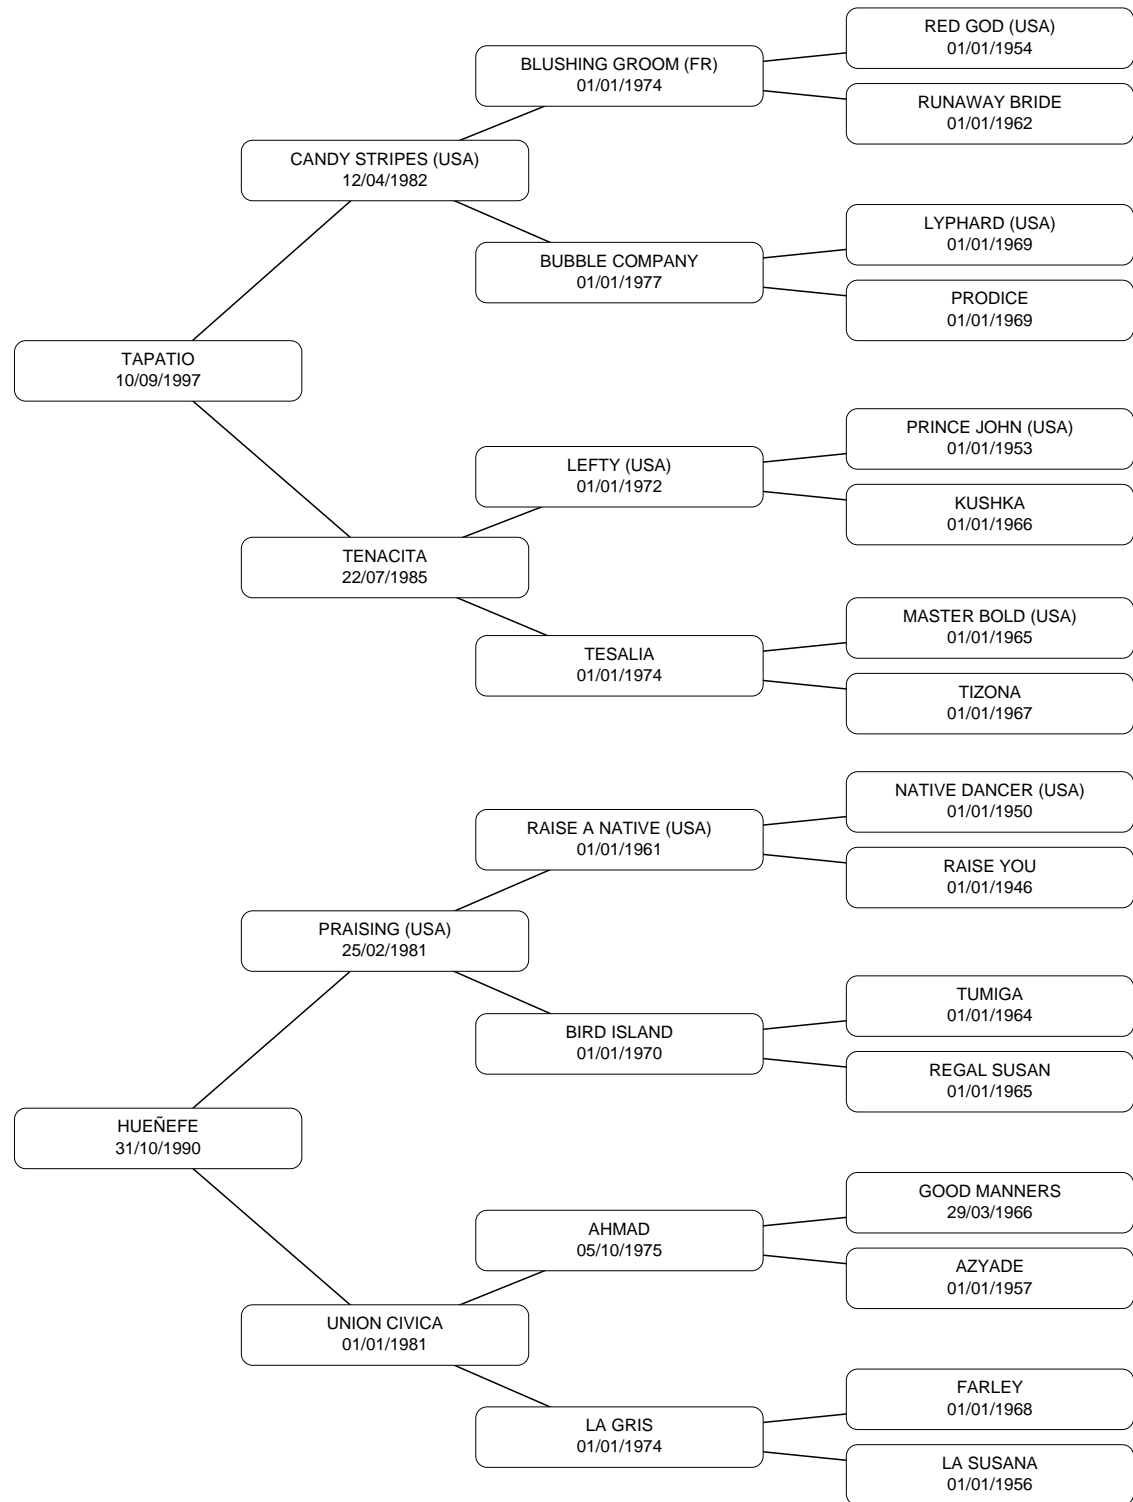 RED GOD (USA)
01/01/1954
BLUSHING GROOM (FR)
01/01/1974
RUNAWAY BRIDE
01/01/1962
CANDY STRIPES (USA)
12/04/1982
LYPHARD (USA)
01/01/1969
BUBBLE COMPANY
01/01/1977
PRODICE
01/01/1969
TAPATIO
10/09/1997
PRINCE JOHN (USA)
01/01/1953
LEFTY (USA)
01/01/1972
KUSHKA
01/01/1966
TENACITA
22/07/1985
MASTER BOLD (USA)
01/01/1965
TESALIA
01/01/1974
TIZONA
01/01/1967
NATIVE DANCER (USA)
01/01/1950
RAISE A NATIVE (USA)
01/01/1961
RAISE YOU
01/01/1946
PRAISING (USA)
25/02/1981
TUMIGA
01/01/1964
BIRD ISLAND
01/01/1970
REGAL SUSAN
01/01/1965
HUEÑEFE
31/10/1990
GOOD MANNERS
29/03/1966
AHMAD
05/10/1975
AZYADE
01/01/1957
UNION CIVICA
01/01/1981
FARLEY
01/01/1968
LA GRIS
01/01/1974
LA SUSANA
01/01/1956